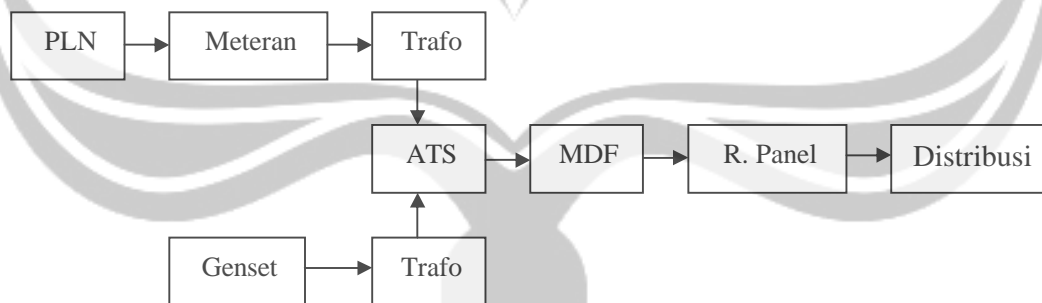 PLN
Meteran
Trafo
ATS
MDF
R. Panel
Distribusi
Genset
Trafo